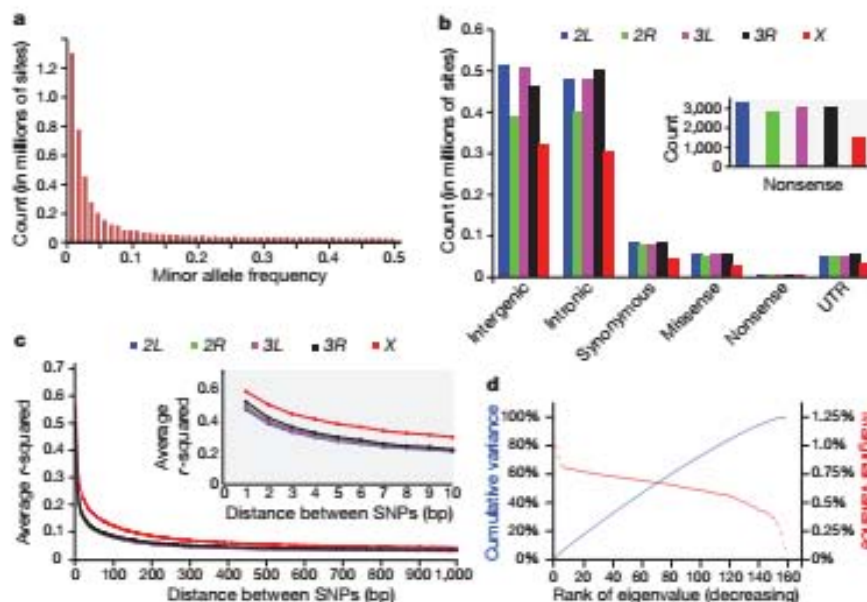 a
Count (in millions of sites)
1.2
1.0
0.8
0.6
0.4
0.2
0
0 0.1 0.2 0.3 0.4 0.5
Minor allele frequency
b
2L 2R 3L 3R X
Count (in millions of sites)
0.6
0.5
0.4
0.3
0.2
0.1
0
Intergenic Intronic Synonymous Missense Nonsense UTR
Count
3,000
2,000
1,000
0
Nonsense
c
2L 2R 3L 3R X
Average r-squared
0.7
0.6
0.5
0.4
0.3
0.2
0.1
0
0 100 200 300 400 500 600 700 800 900 1,000
Distance between SNPs (bp)
Average
r-squared
0.6
0.4
0.2
0
0 1 2 3 4 5 6 7 8 9 10
Distance between SNPs (bp)
d
Cumulative variance
100%
80%
60%
40%
20%
0%
1.25%
1.0%
0.75%
0.5%
0.25%
0%
0 20 40 60 80 100 120 140 160
Rank of eigenvalue (decreasing)